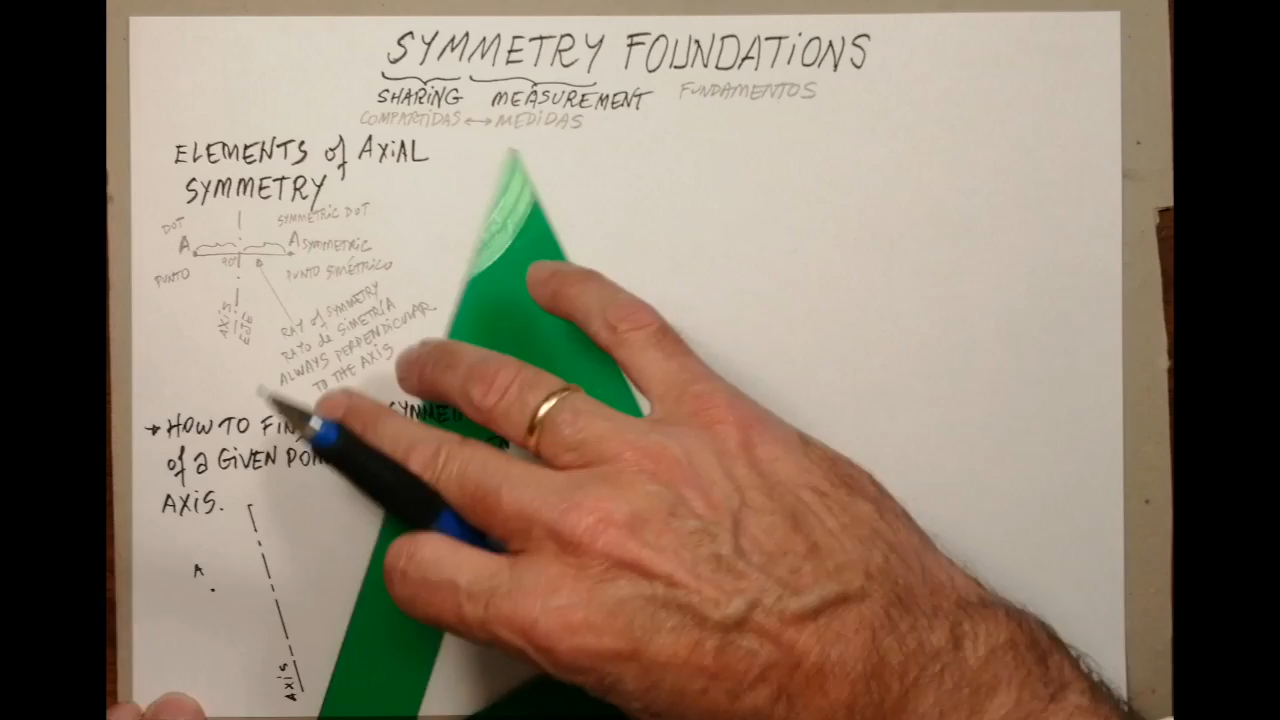 SYMMETRY FOUNDATIONS
SHARING MEASUREMENT FUNDAMENTOS
COMPARTIDAS ↔ MEDIDAS
ELEMENTS of AXIAL
SYMMETRY
DOT SYMMETRIC DOT
A A SYMMETRIC
90°
PUNTO PUNTO SIMÉTRICO
AXIS
EJE
RAY of SYMMETRY
RAYO de SIMETRÍA
ALWAYS PERPENDICULAR
TO THE AXIS
HOW TO
of a GIVEN
AXIS.
A
AXIS